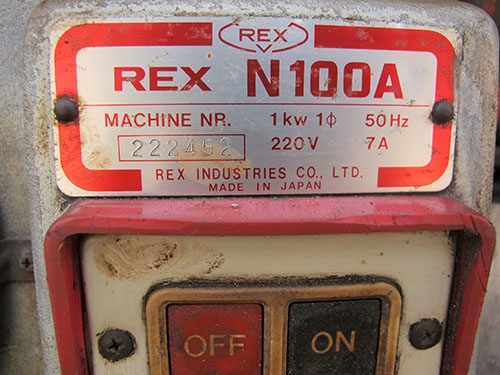 REX
REX N100A
MACHINE NR. 1kw 1ϕ 50Hz
222452 220V 7A
REX INDUSTRIES CO., LTD.
MADE IN JAPAN
OFF ON